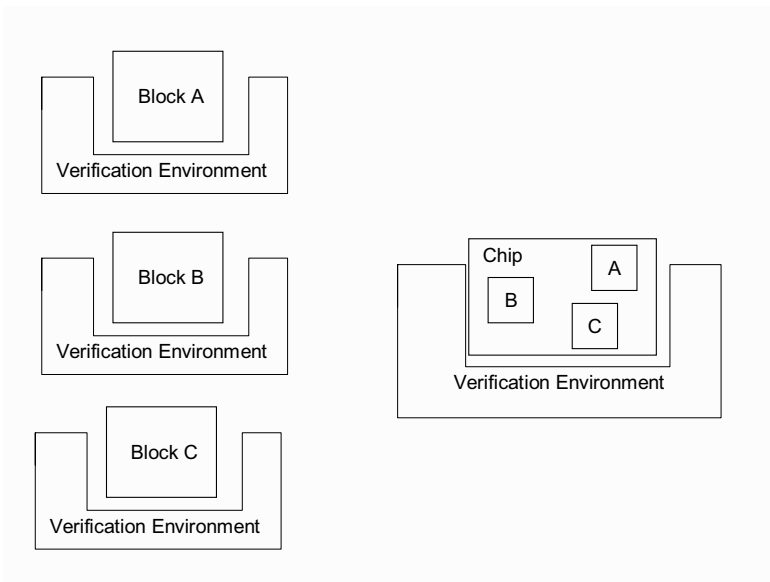 Block A
Verification Environment
Block B
Verification Environment
Block C
Verification Environment
Chip
A
B
C
Verification Environment